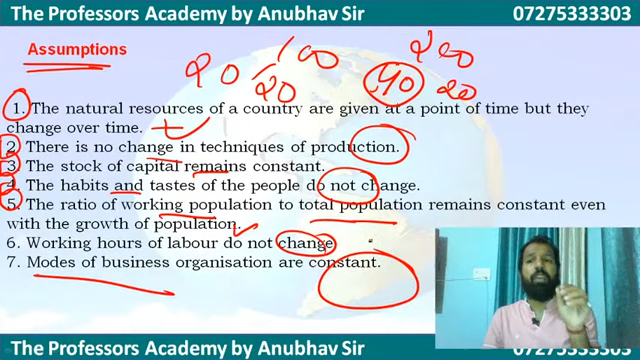 The Professors Academy by Anubhav Sir 07275333303
Assumptions
20 100 200
20 40 20
1. The natural resources of a country are given at a point of time but they
change over time.
2. There is no change in techniques of production.
3. The stock of capital remains constant.
4. The habits and tastes of the people do not change.
5. The ratio of working population to total population remains constant even
with the growth of population.
6. Working hours of labour do not change
7. Modes of business organisation are constant.
The Professors Academy by Anubhav Sir 07275333303